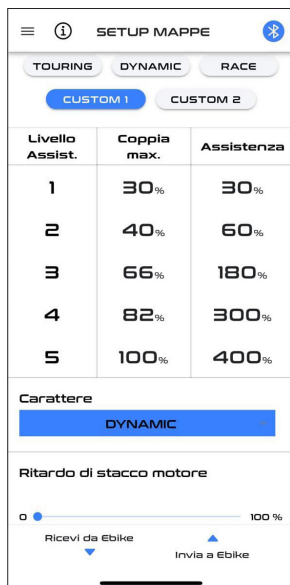 SETUP MAPPE
TOURING DYNAMIC RACE
CUSTOM 1 CUSTOM 2
Livello Assist. Coppia max. Assistenza
1 30% 30%
2 40% 60%
3 66% 180%
4 82% 300%
5 100% 400%
Carattere
DYNAMIC
Ritardo di stacco motore
0 100 %
Ricevi da Ebike
Invia a Ebike